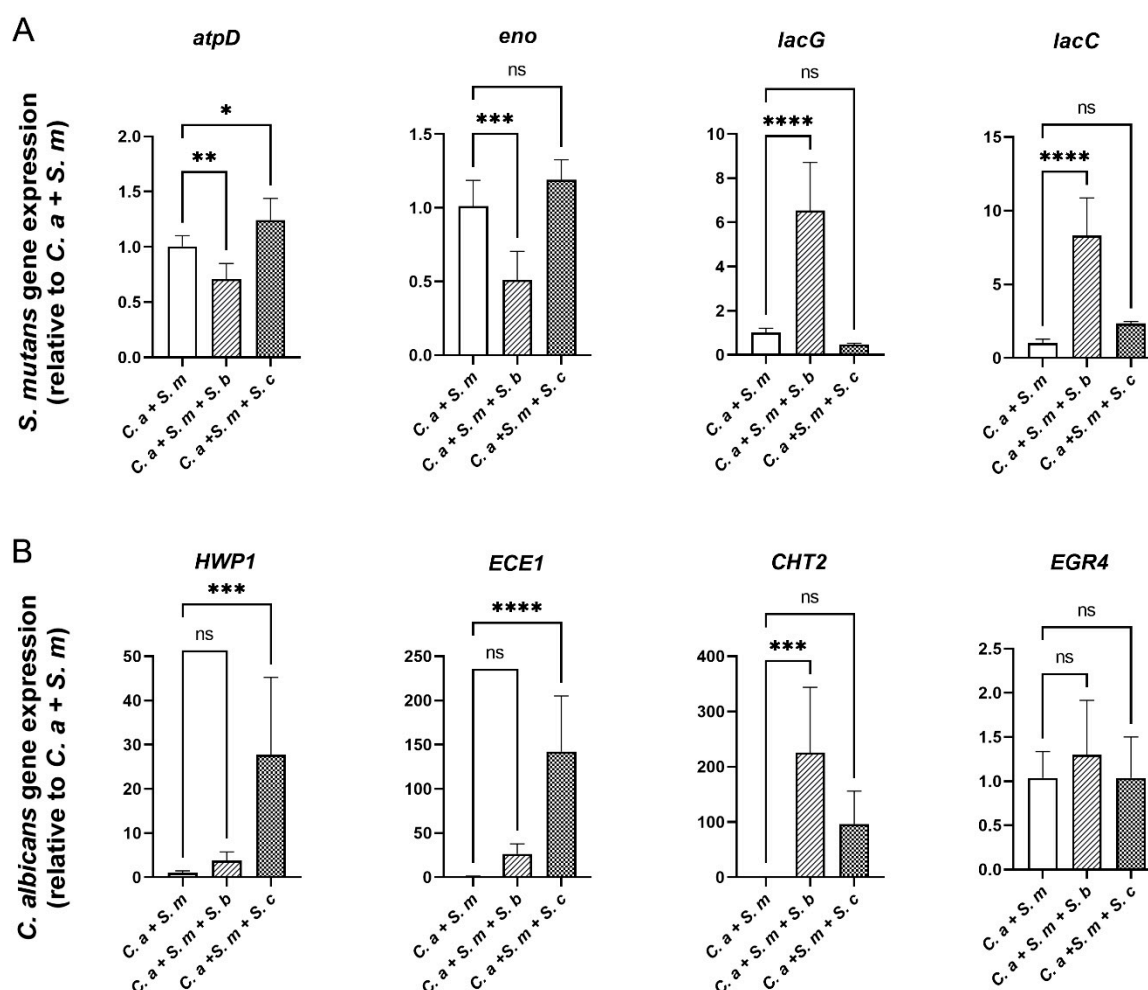 A
atpD
eno
lacG
lacC
S. mutans gene expression
(relative to C. a + S. m)
*
**
2.0
1.5
1.0
0.5
0.0
C. a + S. m
C. a + S. m + S. b
C. a +S. m + S. c
ns
***
1.5
1.0
0.5
0.0
C. a + S. m
C. a + S. m + S. b
C. a +S. m + S. c
ns
****
10
8
6
4
2
0
C. a + S. m
C. a + S. m + S. b
C. a +S. m + S. c
ns
****
15
10
5
0
C. a + S. m
C. a + S. m + S. b
C. a +S. m + S. c
B
HWP1
ECE1
CHT2
EGR4
C. albicans gene expression
(relative to C. a + S. m)
***
ns
50
40
30
20
10
0
C. a + S. m
C. a + S. m + S. b
C. a +S. m + S. c
****
ns
250
200
150
100
50
0
C. a + S. m
C. a + S. m + S. b
C. a +S. m + S. c
ns
***
400
300
200
100
0
C. a + S. m
C. a + S. m + S. b
C. a +S. m + S. c
ns
ns
2.5
2.0
1.5
1.0
0.5
0.0
C. a + S. m
C. a + S. m + S. b
C. a +S. m + S. c